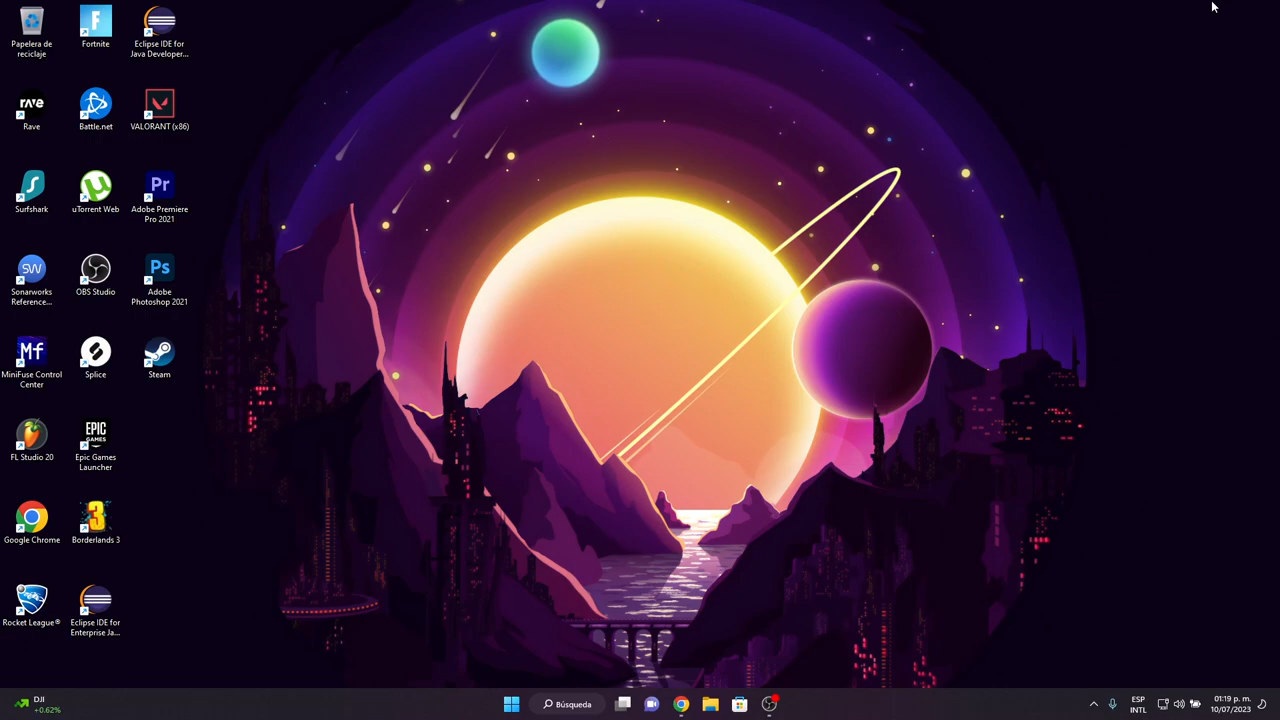 Papelera de
reciclaje
Fortnite
Eclipse IDE for
Java Developer...
rave
Rave
Battle.net
VALORANT (x86)
Surfshark
uTorrent Web
Pr
Adobe Premiere
Pro 2021
SW
Sonarworks
Reference...
OBS Studio
Ps
Adobe
Photoshop 2021
Mf
MiniFuse Control
Center
Splice
Steam
FL Studio 20
EPIC
GAMES
Epic Games
Launcher
Google Chrome
3
Borderlands 3
Rocket League®
Eclipse IDE for
Enterprise Ja...
DJI
+0.62%
Búsqueda
ESP
INTL
01:19 p. m.
10/07/2023